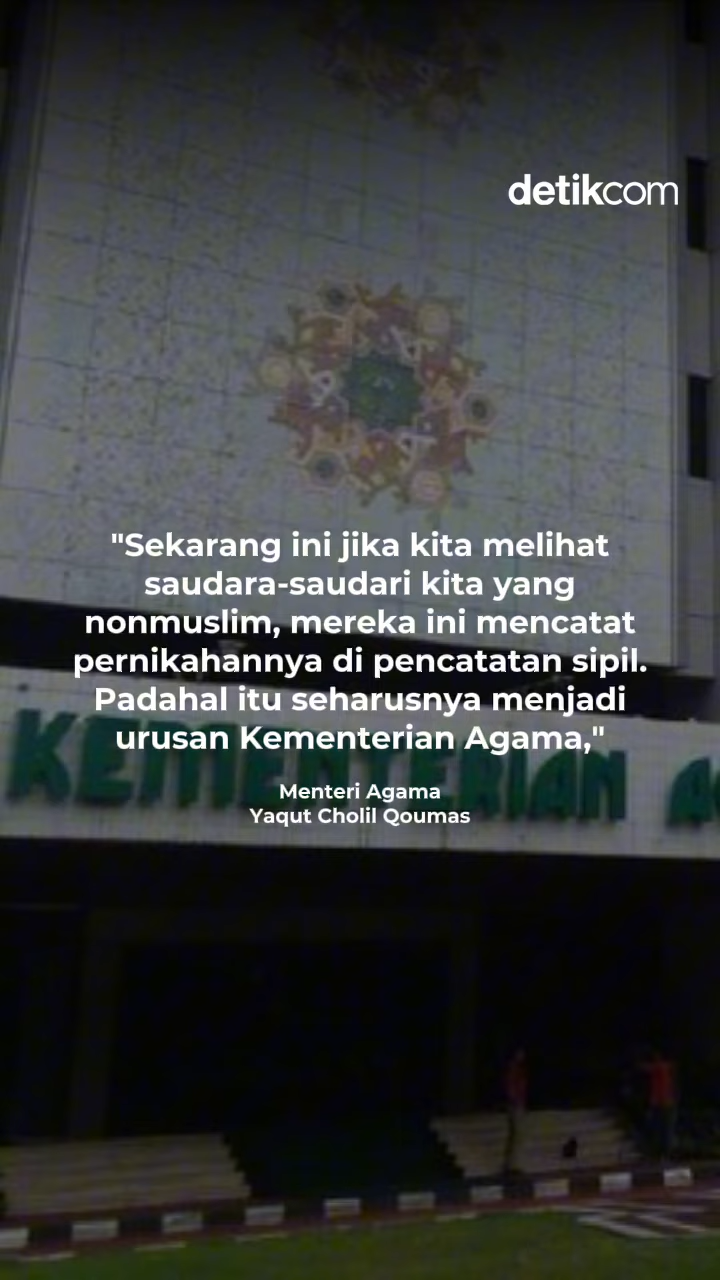 detikcom
"Sekarang ini jika kita melihat
saudara-saudari kita yang
nonmuslim, mereka ini mencatat
pernikahannya di pencatatan sipil.
Padahal itu seharusnya menjadi
urusan Kementerian Agama,"
KEMENTERIAN AG
Menteri Agama
Yaqut Cholil Qoumas